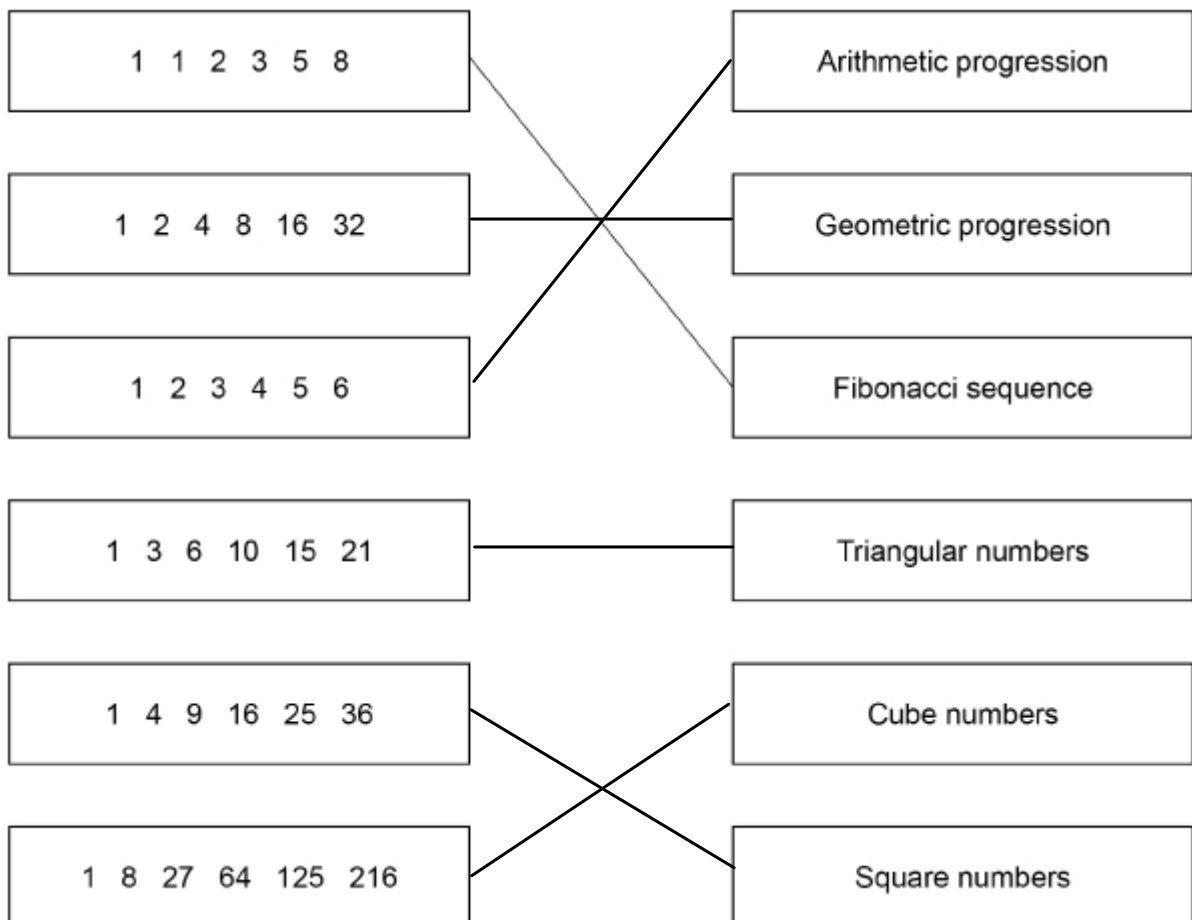 1 1 2 3 5 8
Arithmetic progression
1 2 4 8 16 32
Geometric progression
1 2 3 4 5 6
Fibonacci sequence
1 3 6 10 15 21
Triangular numbers
1 4 9 16 25 36
Cube numbers
1 8 27 64 125 216
Square numbers